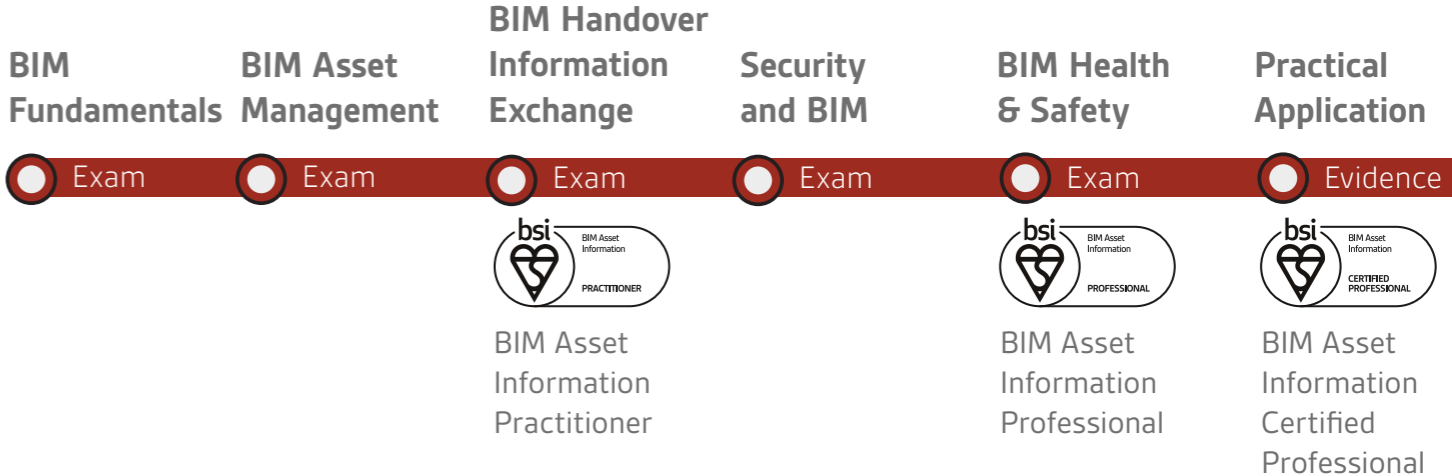 BIM
Fundamentals
BIM Asset
Management
BIM Handover
Information
Exchange
Security
and BIM
BIM Health
& Safety
Practical
Application
Exam
Exam
Exam
Exam
Exam
Evidence
bsi
BIM Asset
Information
PRACTITIONER
BIM Asset
Information
Practitioner
bsi
BIM Asset
Information
PROFESSIONAL
BIM Asset
Information
Professional
bsi
BIM Asset
Information
CERTIFIED
PROFESSIONAL
BIM Asset
Information
Certified
Professional